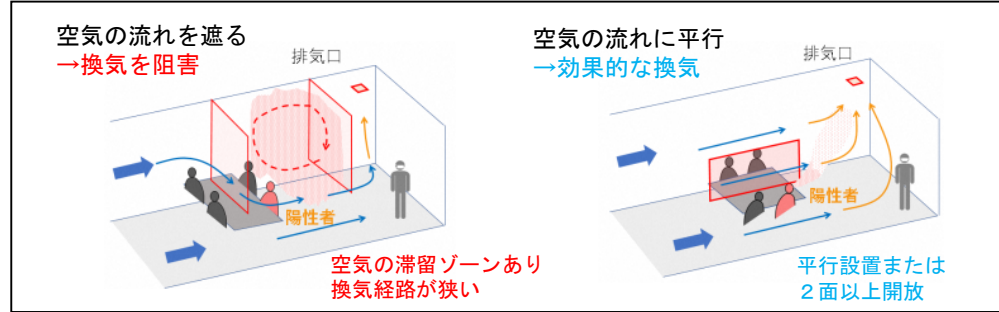 空気の流れを遮る
→換気を阻害
排気口
陽性者
空気の滞留ゾーンあり
換気経路が狭い
空気の流れに平行
→効果的な換気
排気口
陽性者
平行設置または
２面以上開放